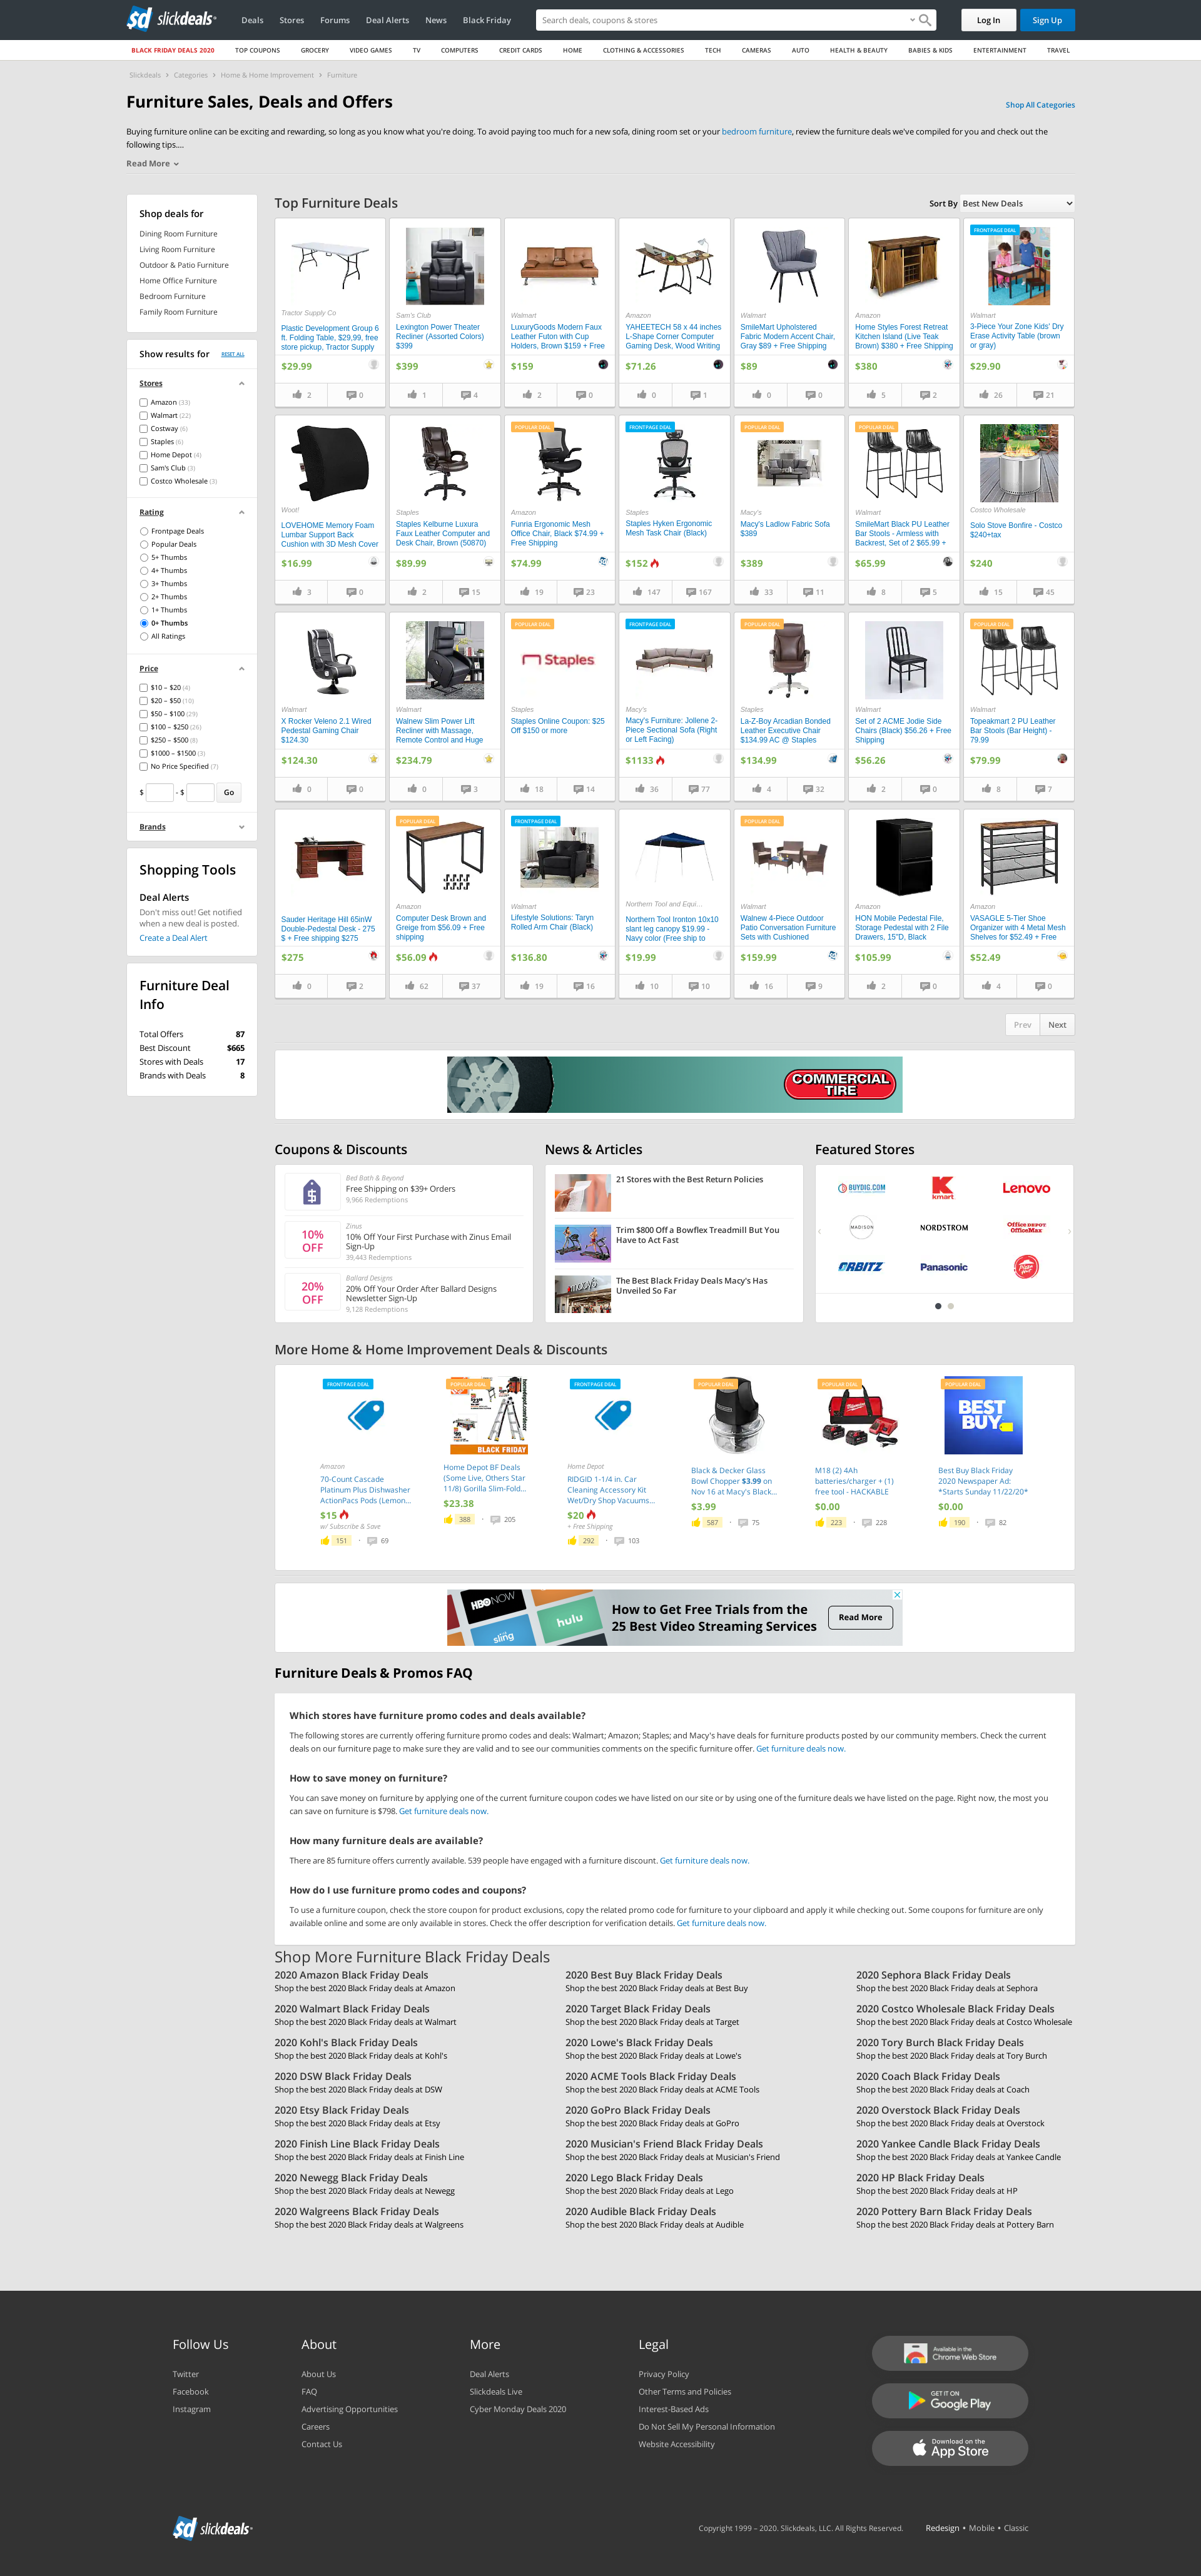 sd slickdeals
Deals Stores Forums Deal Alerts News Black Friday
Search deals, coupons & stores
Log In Sign Up
BLACK FRIDAY DEALS 2020 TOP COUPONS GROCERY VIDEO GAMES TV COMPUTERS CREDIT CARDS HOME CLOTHING & ACCESSORIES TECH CAMERAS AUTO HEALTH & BEAUTY BABIES & KIDS ENTERTAINMENT TRAVEL
Slickdeals › Categories › Home & Home Improvement › Furniture
Furniture Sales, Deals and Offers
Shop All Categories
Buying furniture online can be exciting and rewarding, so long as you know what you're doing. To avoid paying too much for a new sofa, dining room set or your bedroom furniture, review the furniture deals we've compiled for you and check out the
following tips....
Read More
Shop deals for
Dining Room Furniture
Living Room Furniture
Outdoor & Patio Furniture
Home Office Furniture
Bedroom Furniture
Family Room Furniture
Show results for RESET ALL
Stores
Amazon (33)
Walmart (22)
Costway (6)
Staples (6)
Home Depot (4)
Sam's Club (3)
Costco Wholesale (3)
Rating
Frontpage Deals
Popular Deals
5+ Thumbs
4+ Thumbs
3+ Thumbs
2+ Thumbs
1+ Thumbs
0+ Thumbs
All Ratings
Price
$10 – $20 (4)
$20 – $50 (10)
$50 – $100 (29)
$100 – $250 (26)
$250 – $500 (8)
$1000 – $1500 (3)
No Price Specified (7)
$ - $ Go
Brands
Shopping Tools
Deal Alerts
Don't miss out! Get notified
when a new deal is posted.
Create a Deal Alert
Furniture Deal
Info
Total Offers 87
Best Discount $665
Stores with Deals 17
Brands with Deals 8
Top Furniture Deals
Sort By Best New Deals
Tractor Supply Co
Plastic Development Group 6
ft. Folding Table, $29.99, free
store pickup, Tractor Supply
$29.99
2 0
Sam's Club
Lexington Power Theater
Recliner (Assorted Colors)
$399
$399
1 4
Walmart
LuxuryGoods Modern Faux
Leather Futon with Cup
Holders, Brown $159 + Free
$159
2 0
Amazon
YAHEETECH 58 x 44 inches
L-Shape Corner Computer
Gaming Desk, Wood Writing
$71.26
0 1
Walmart
SmileMart Upholstered
Fabric Modern Accent Chair,
Gray $89 + Free Shipping
$89
0 0
Amazon
Home Styles Forest Retreat
Kitchen Island (Live Teak
Brown) $380 + Free Shipping
$380
5 2
FRONTPAGE DEAL
Walmart
3-Piece Your Zone Kids' Dry
Erase Activity Table (brown
or gray)
$29.90
26 21
Woot!
LOVEHOME Memory Foam
Lumbar Support Back
Cushion with 3D Mesh Cover
$16.99
3 0
Staples
Staples Kelburne Luxura
Faux Leather Computer and
Desk Chair, Brown (50870)
$89.99
2 15
POPULAR DEAL
Amazon
Funria Ergonomic Mesh
Office Chair, Black $74.99 +
Free Shipping
$74.99
19 23
FRONTPAGE DEAL
Staples
Staples Hyken Ergonomic
Mesh Task Chair (Black)
$152
147 167
POPULAR DEAL
Macy's
Macy's Ladlow Fabric Sofa
$389
$389
33 11
POPULAR DEAL
Walmart
SmileMart Black PU Leather
Bar Stools - Armless with
Backrest, Set of 2 $65.99 +
$65.99
8 5
Costco Wholesale
Solo Stove Bonfire - Costco
$240+tax
$240
15 45
Walmart
X Rocker Veleno 2.1 Wired
Pedestal Gaming Chair
$124.30
$124.30
0 0
Walmart
Walnew Slim Power Lift
Recliner with Massage,
Remote Control and Huge
$234.79
0 3
POPULAR DEAL
Staples
Staples
Staples Online Coupon: $25
Off $150 or more
18 14
FRONTPAGE DEAL
Macy's
Macy's Furniture: Jollene 2-
Piece Sectional Sofa (Right
or Left Facing)
$1133
36 77
POPULAR DEAL
Staples
La-Z-Boy Arcadian Bonded
Leather Executive Chair
$134.99 AC @ Staples
$134.99
4 32
Walmart
Set of 2 ACME Jodie Side
Chairs (Black) $56.26 + Free
Shipping
$56.26
2 0
POPULAR DEAL
Walmart
Topeakmart 2 PU Leather
Bar Stools (Bar Height) -
79.99
$79.99
8 7
Sauder Heritage Hill 65inW
Double-Pedestal Desk - 275
$ + Free shipping $275
$275
0 2
POPULAR DEAL
Amazon
Computer Desk Brown and
Greige from $56.09 + Free
shipping
$56.09
62 37
FRONTPAGE DEAL
Walmart
Lifestyle Solutions: Taryn
Rolled Arm Chair (Black)
$136.80
19 16
Northern Tool and Equi...
Northern Tool Ironton 10x10
slant leg canopy $19.99 -
Navy color (Free ship to
$19.99
10 10
POPULAR DEAL
Walmart
Walnew 4-Piece Outdoor
Patio Conversation Furniture
Sets with Cushioned
$159.99
16 9
Amazon
HON Mobile Pedestal File,
Storage Pedestal with 2 File
Drawers, 15"D, Black
$105.99
2 0
Amazon
VASAGLE 5-Tier Shoe
Organizer with 4 Metal Mesh
Shelves for $52.49 + Free
$52.49
4 0
Prev Next
COMMERCIAL
TIRE
Coupons & Discounts
Bed Bath & Beyond
Free Shipping on $39+ Orders
9,966 Redemptions
10%
OFF
Zinus
10% Off Your First Purchase with Zinus Email
Sign-Up
39,443 Redemptions
20%
OFF
Ballard Designs
20% Off Your Order After Ballard Designs
Newsletter Sign-Up
9,128 Redemptions
News & Articles
21 Stores with the Best Return Policies
Trim $800 Off a Bowflex Treadmill But You
Have to Act Fast
macy's
The Best Black Friday Deals Macy's Has
Unveiled So Far
Featured Stores
BUYDIG.COM Kmart Lenovo
MADISON NORDSTROM Office DEPOT OfficeMax
ORBITZ Panasonic Pizza Hut
More Home & Home Improvement Deals & Discounts
FRONTPAGE DEAL
Amazon
70-Count Cascade
Platinum Plus Dishwasher
ActionPacs Pods (Lemon...
$15
w/ Subscribe & Save
151 • 69
POPULAR DEAL
BLACK FRIDAY
Home Depot BF Deals
(Some Live, Others Star
11/8) Gorilla Slim-Fold...
$23.38
388 • 205
FRONTPAGE DEAL
Home Depot
RIDGID 1-1/4 in. Car
Cleaning Accessory Kit
Wet/Dry Shop Vacuums...
$20
+ Free Shipping
292 • 103
POPULAR DEAL
Black & Decker Glass
Bowl Chopper $3.99 on
Nov 16 at Macy's Black...
$3.99
587 • 75
POPULAR DEAL
M18 (2) 4Ah
batteries/charger + (1)
free tool - HACKABLE
$0.00
223 • 228
POPULAR DEAL
BEST
BUY
Best Buy Black Friday
2020 Newspaper Ad:
*Starts Sunday 11/22/20*
$0.00
190 • 82
HBO NOW
sling
hulu
How to Get Free Trials from the
25 Best Video Streaming Services
Read More
Furniture Deals & Promos FAQ
Which stores have furniture promo codes and deals available?
The following stores are currently offering furniture promo codes and deals: Walmart; Amazon; Staples; and Macy's have deals for furniture products posted by our community members. Check the current
deals on our furniture page to make sure they are valid and to see our communities comments on the specific furniture offer. Get furniture deals now.
How to save money on furniture?
You can save money on furniture by applying one of the current furniture coupon codes we have listed on our site or by using one of the furniture deals we have listed on the page. Right now, the most you
can save on furniture is $798. Get furniture deals now.
How many furniture deals are available?
There are 85 furniture offers currently available. 539 people have engaged with a furniture discount. Get furniture deals now.
How do I use furniture promo codes and coupons?
To use a furniture coupon, check the store coupon for product exclusions, copy the related promo code for furniture to your clipboard and apply it while checking out. Some coupons for furniture are only
available online and some are only available in stores. Check the offer description for verification details. Get furniture deals now.
Shop More Furniture Black Friday Deals
2020 Amazon Black Friday Deals
Shop the best 2020 Black Friday deals at Amazon
2020 Best Buy Black Friday Deals
Shop the best 2020 Black Friday deals at Best Buy
2020 Sephora Black Friday Deals
Shop the best 2020 Black Friday deals at Sephora
2020 Walmart Black Friday Deals
Shop the best 2020 Black Friday deals at Walmart
2020 Target Black Friday Deals
Shop the best 2020 Black Friday deals at Target
2020 Costco Wholesale Black Friday Deals
Shop the best 2020 Black Friday deals at Costco Wholesale
2020 Kohl's Black Friday Deals
Shop the best 2020 Black Friday deals at Kohl's
2020 Lowe's Black Friday Deals
Shop the best 2020 Black Friday deals at Lowe's
2020 Tory Burch Black Friday Deals
Shop the best 2020 Black Friday deals at Tory Burch
2020 DSW Black Friday Deals
Shop the best 2020 Black Friday deals at DSW
2020 ACME Tools Black Friday Deals
Shop the best 2020 Black Friday deals at ACME Tools
2020 Coach Black Friday Deals
Shop the best 2020 Black Friday deals at Coach
2020 Etsy Black Friday Deals
Shop the best 2020 Black Friday deals at Etsy
2020 GoPro Black Friday Deals
Shop the best 2020 Black Friday deals at GoPro
2020 Overstock Black Friday Deals
Shop the best 2020 Black Friday deals at Overstock
2020 Finish Line Black Friday Deals
Shop the best 2020 Black Friday deals at Finish Line
2020 Musician's Friend Black Friday Deals
Shop the best 2020 Black Friday deals at Musician's Friend
2020 Yankee Candle Black Friday Deals
Shop the best 2020 Black Friday deals at Yankee Candle
2020 Newegg Black Friday Deals
Shop the best 2020 Black Friday deals at Newegg
2020 Lego Black Friday Deals
Shop the best 2020 Black Friday deals at Lego
2020 HP Black Friday Deals
Shop the best 2020 Black Friday deals at HP
2020 Walgreens Black Friday Deals
Shop the best 2020 Black Friday deals at Walgreens
2020 Audible Black Friday Deals
Shop the best 2020 Black Friday deals at Audible
2020 Pottery Barn Black Friday Deals
Shop the best 2020 Black Friday deals at Pottery Barn
Follow Us
Twitter
Facebook
Instagram
About
About Us
FAQ
Advertising Opportunities
Careers
Contact Us
More
Deal Alerts
Slickdeals Live
Cyber Monday Deals 2020
Legal
Privacy Policy
Other Terms and Policies
Interest-Based Ads
Do Not Sell My Personal Information
Website Accessibility
Available in the
Chrome Web Store
GET IT ON
Google Play
Download on the
App Store
sd slickdeals
Copyright 1999 – 2020. Slickdeals, LLC. All Rights Reserved.
Redesign • Mobile • Classic